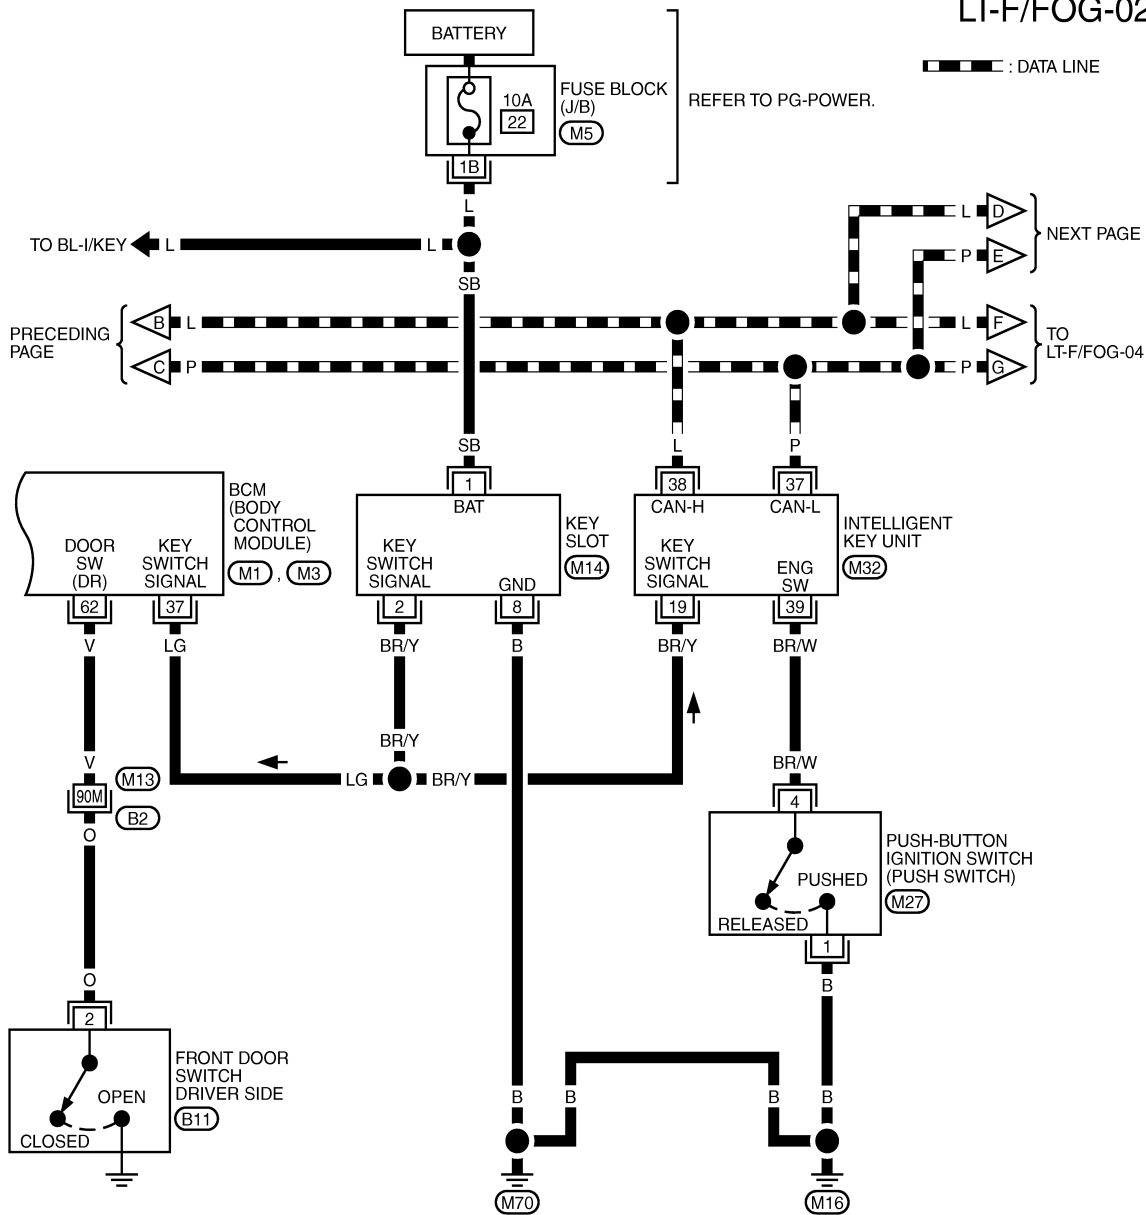 LT-F/FOG-02
BATTERY
: DATA LINE
10A
22
FUSE BLOCK
(J/B)
M5
REFER TO PG-POWER.
1B
L
TO BL-I/KEY
L
L
SB
L
D
P
E
NEXT PAGE
PRECEDING
PAGE
B
L
C
P
L
F
P
G
TO
LT-F/FOG-04
SB
L
P
1
38
37
BAT
CAN-H
CAN-L
BCM
(BODY
CONTROL
MODULE)
M1 , M3
DOOR
SW
(DR)
KEY
SWITCH
SIGNAL
KEY
SWITCH
SIGNAL
GND
KEY
SLOT
M14
KEY
SWITCH
SIGNAL
ENG
SW
INTELLIGENT
KEY UNIT
M32
62
37
2
8
19
39
V
LG
BR/Y
B
BR/Y
BR/W
BR/Y
V
LG
BR/Y
BR/W
M13
90M
B2
O
4
PUSHED
RELEASED
PUSH-BUTTON
IGNITION SWITCH
(PUSH SWITCH)
M27
1
B
O
2
OPEN
CLOSED
FRONT DOOR
SWITCH
DRIVER SIDE
B11
B
B
B
B
M70
M16